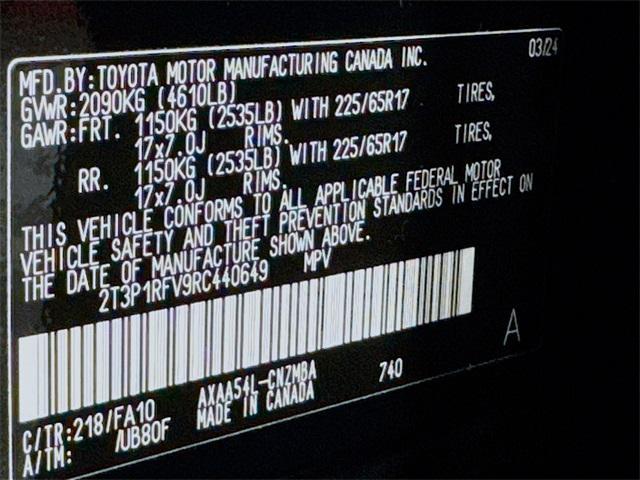 03/24
MFD.BY:TOYOTA MOTOR MANUFACTURING CANADA INC.
GVWR:2090KG (4610LB)
GAWR:FRT. 1150KG (2535LB) WITH 225/65R17 TIRES,
17x7.0J RIMS.
RR. 1150KG (2535LB) WITH 225/65R17 TIRES,
17x7.0J RIMS.
THIS VEHICLE CONFORMS TO ALL APPLICABLE FEDERAL MOTOR
VEHICLE SAFETY AND THEFT PREVENTION STANDARDS IN EFFECT ON
THE DATE OF MANUFACTURE SHOWN ABOVE.
2T3P1RFV9RC440649 MPV
A
C/TR:218/FA10 AXAA54L-CNZMBA 740
A/TM: /UB80F MADE IN CANADA